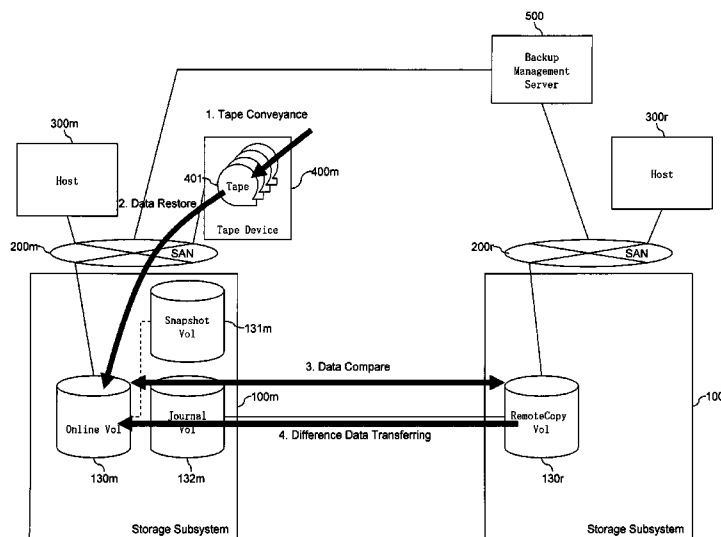 500
Backup
Management
Server
1. Tape Conveyance
300m
Host
401
Tape
400m
Tape Device
2. Data Restore
300r
Host
200m
SAN
200r
SAN
Snapshot
Vol
131m
3. Data Compare
100m
100
Online Vol
Journal
Vol
RemoteCopy
Vol
4. Difference Data Transferring
130m
132m
130r
Storage Subsystem
Storage Subsystem